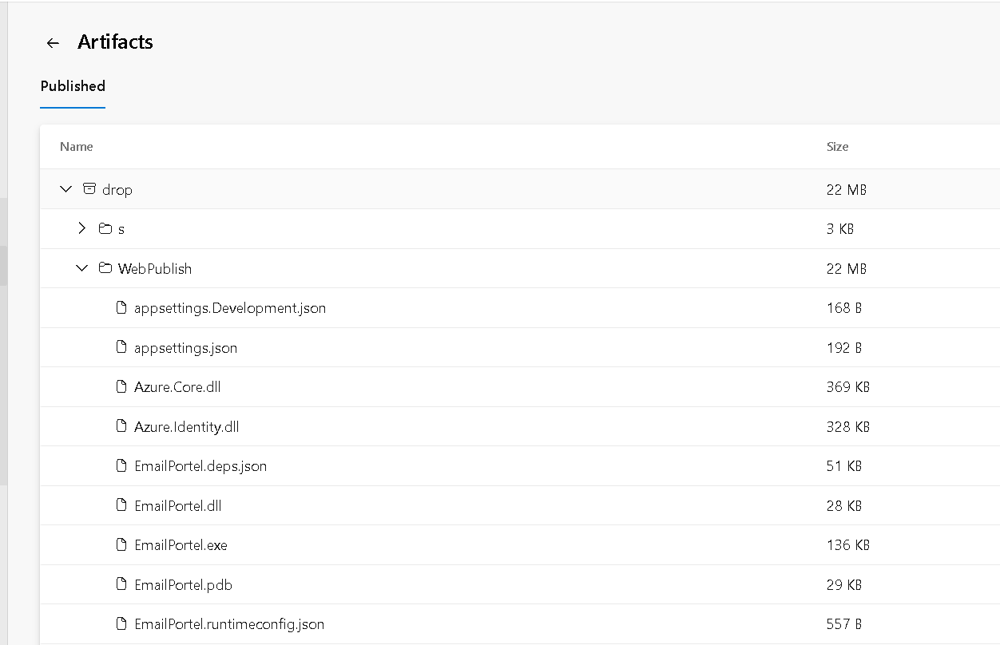 Artifacts
Published
Name Size
drop 22 MB
s 3 KB
WebPublish 22 MB
appsettings.Development.json 168 B
appsettings.json 192 B
Azure.Core.dll 369 KB
Azure.Identity.dll 328 KB
EmailPortel.deps.json 51 KB
EmailPortel.dll 28 KB
EmailPortel.exe 136 KB
EmailPortel.pdb 29 KB
EmailPortel.runtimeconfig.json 557 B